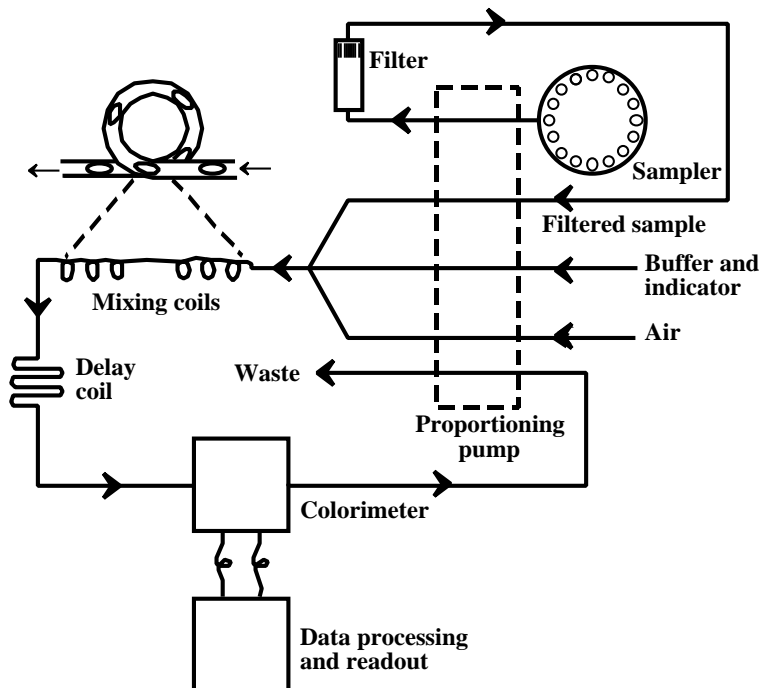 Filter
Sampler
Filtered sample
Buffer and
indicator
Mixing coils
Air
Delay
coil
Waste
Proportioning
pump
Colorimeter
Data processing
and readout